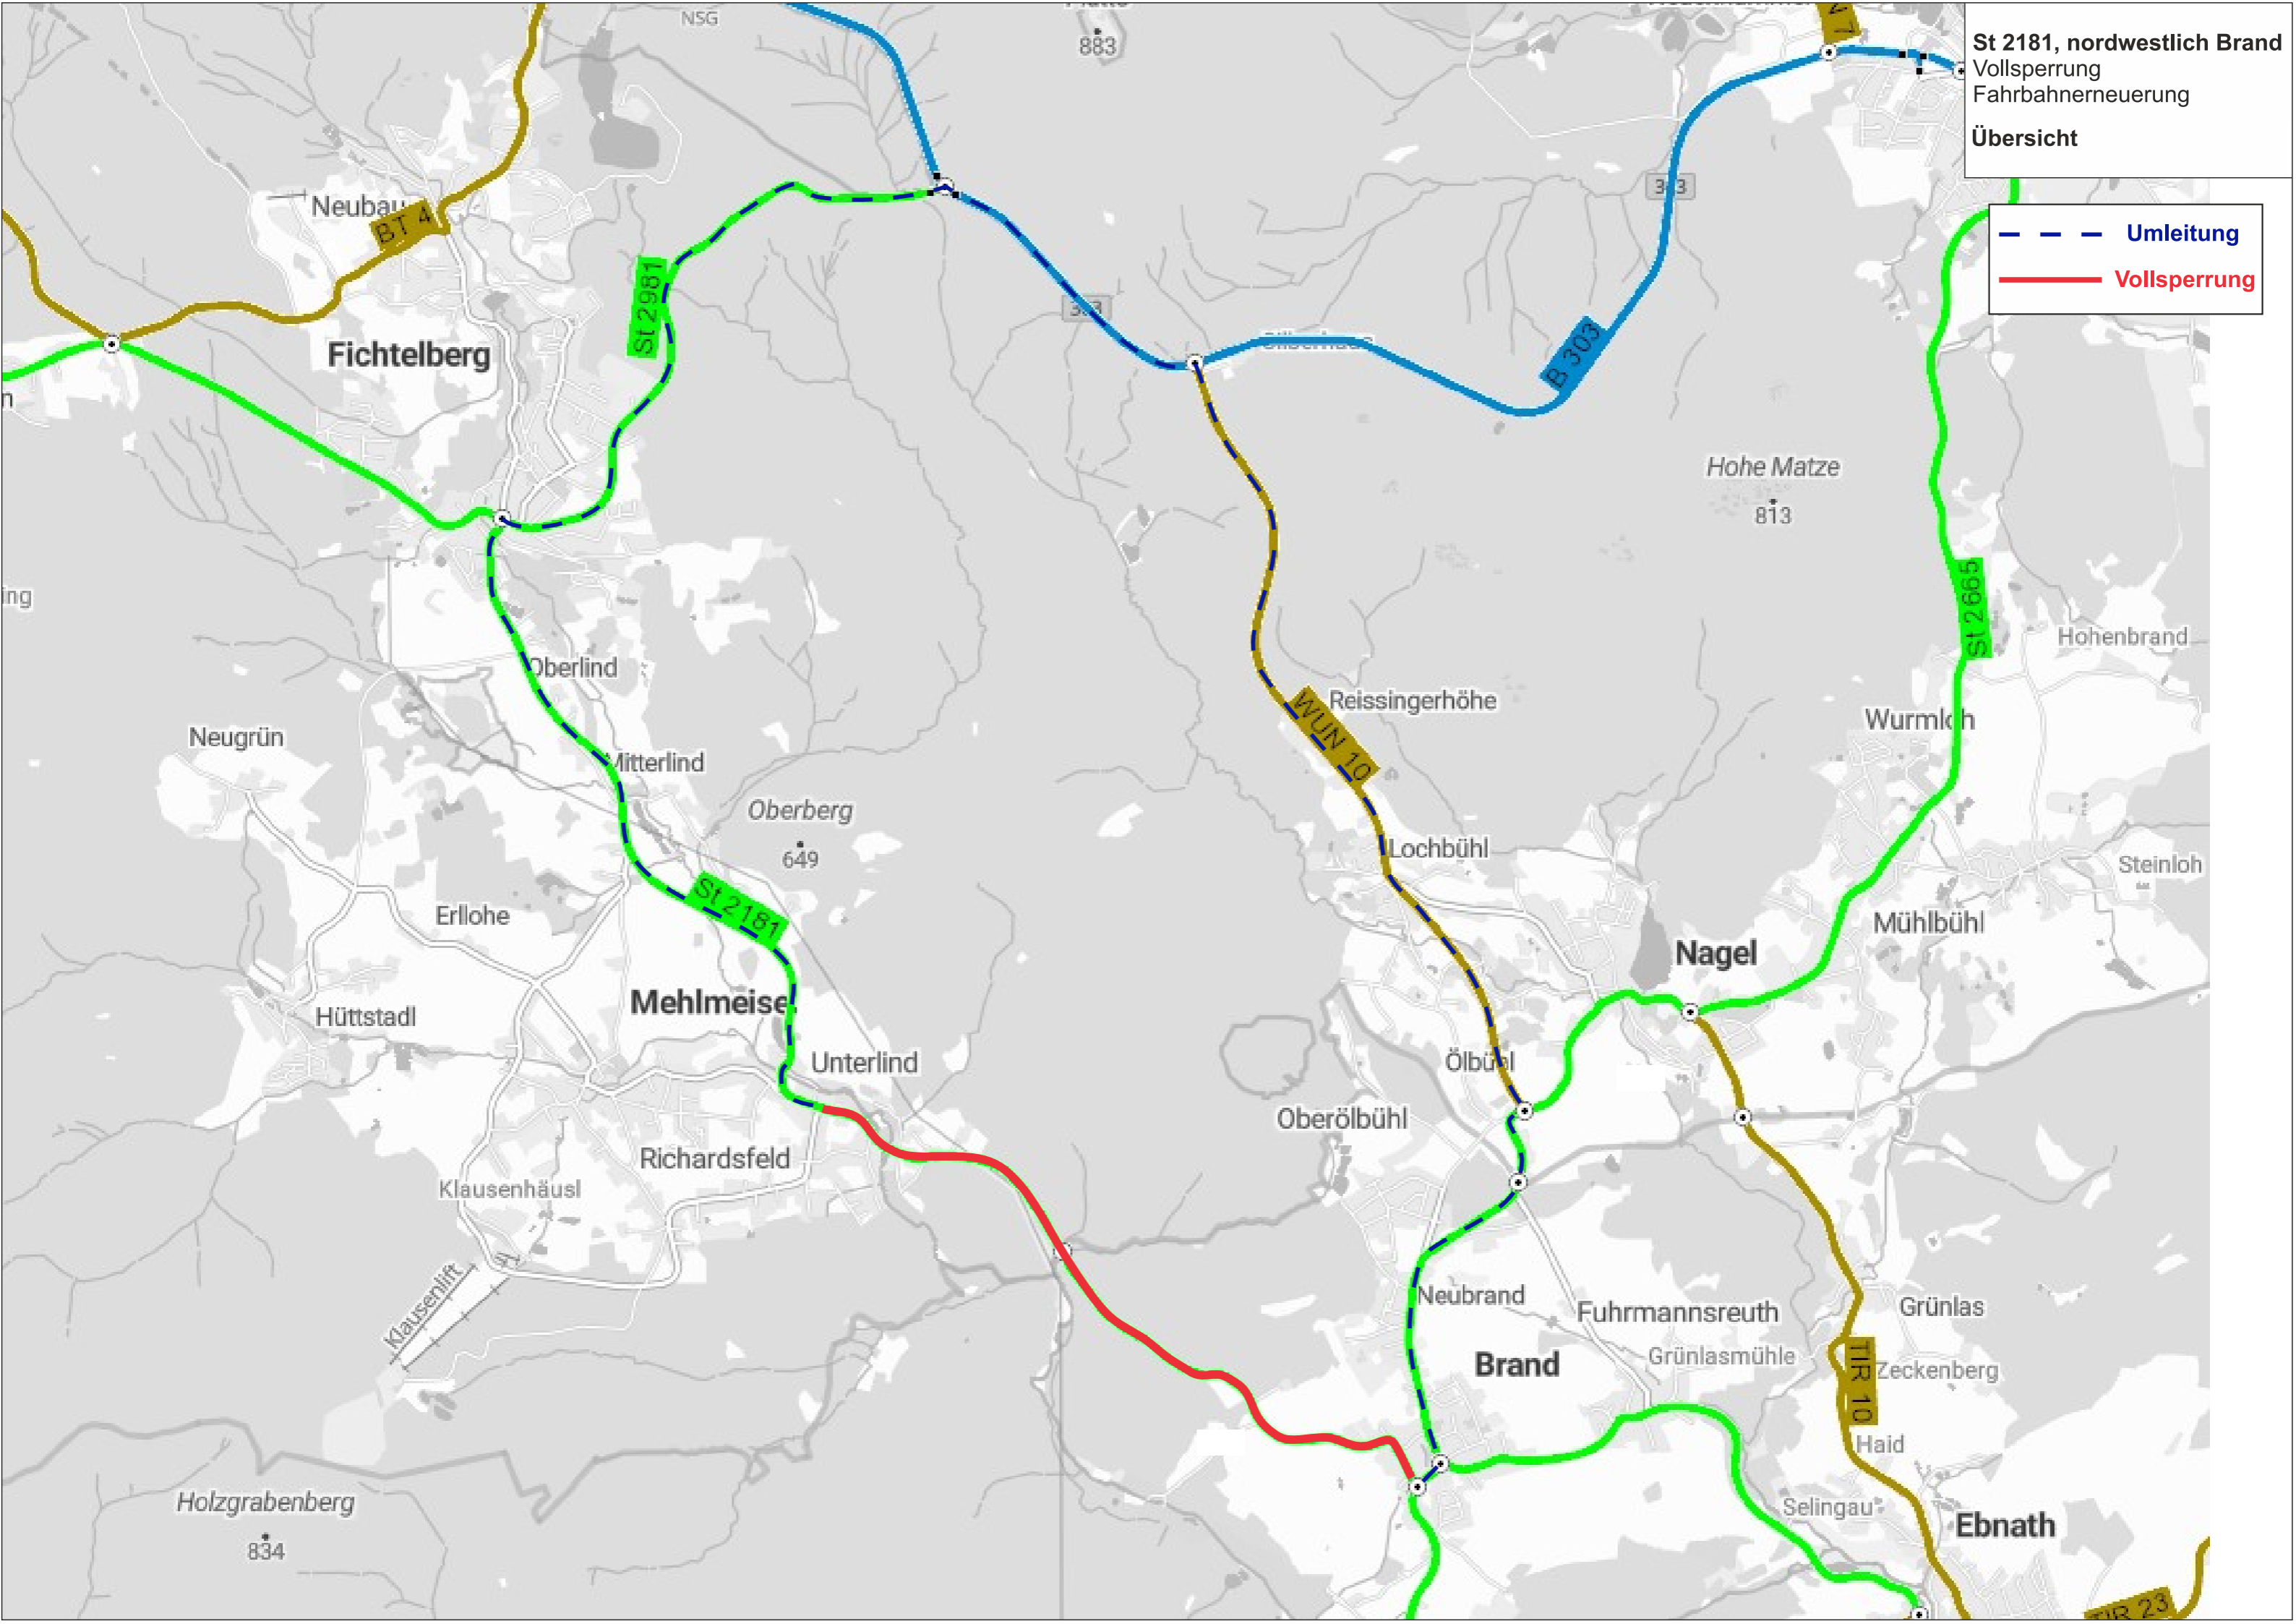 St 2181, nordwestlich Brand
Vollsperrung
Fahrbahnerneuerung
Übersicht
Umleitung
Vollsperrung
NSG
883
Neubau
BT 4
St 2981
303
303
B 303
Fichtelberg
Hohe Matze
813
St 2665
Hohenbrand
ing
n
Oberlind
Reissingerhöhe
WUN 10
Wurmloh
Neugrün
Mitterlind
Oberberg
649
Lochbühl
Steinloh
St 2181
Erllohe
Mühlbühl
Nagel
Mehlmeisel
Hüttstadl
Unterlind
Ölbühl
Oberölbühl
Richardsfeld
Klausenhäusl
Klausenlift
Neubrand
Fuhrmannsreuth
Grünlas
Brand
Grünlasmühle
TIR 10
Zeckenberg
Haid
Holzgrabenberg
834
Selingau
Ebnath
TIR 23